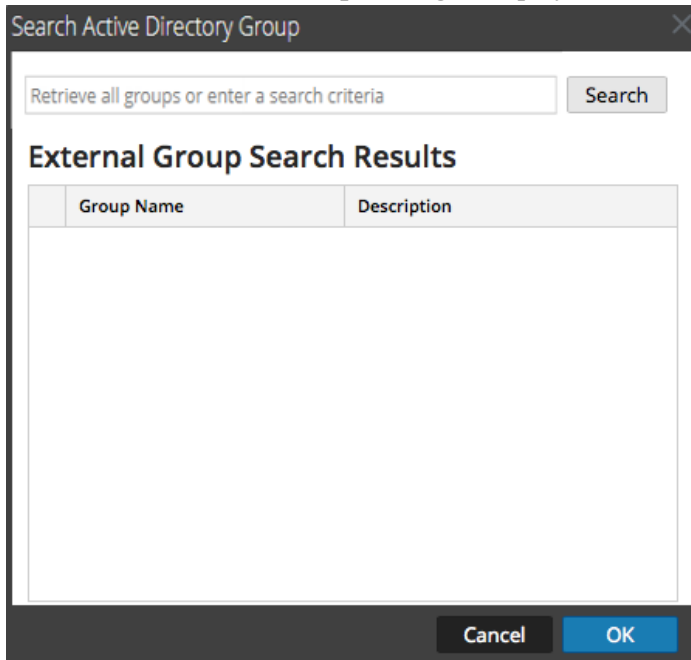 Search Active Directory Group
Retrieve all groups or enter a search criteria Search
External Group Search Results
Group Name Description
Cancel OK